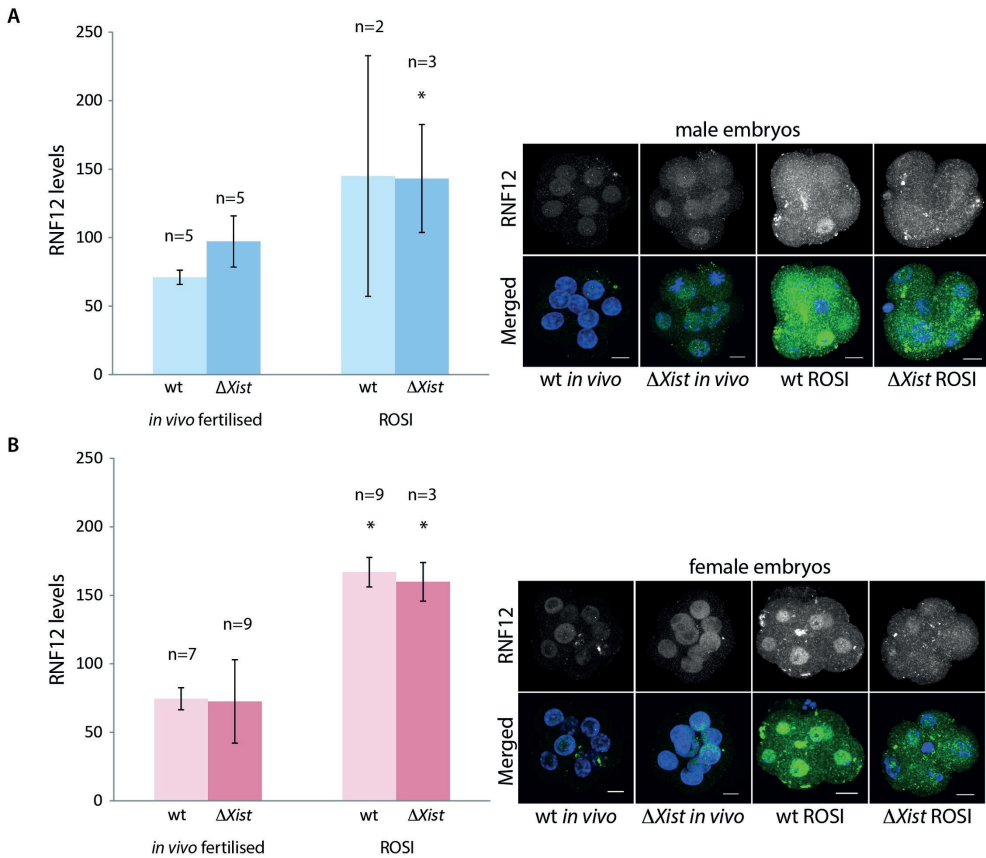 A
250
200
150
100
50
0
RNF12 levels
n=5
n=5
n=2
n=3
*
wt
ΔXist
wt
ΔXist
in vivo fertilised
ROSI
male embryos
RNF12
Merged
wt in vivo
ΔXist in vivo
wt ROSI
ΔXist ROSI
B
250
200
150
100
50
0
RNF12 levels
n=7
n=9
n=9
n=3
*
*
wt
ΔXist
wt
ΔXist
in vivo fertilised
ROSI
female embryos
RNF12
Merged
wt in vivo
ΔXist in vivo
wt ROSI
ΔXist ROSI